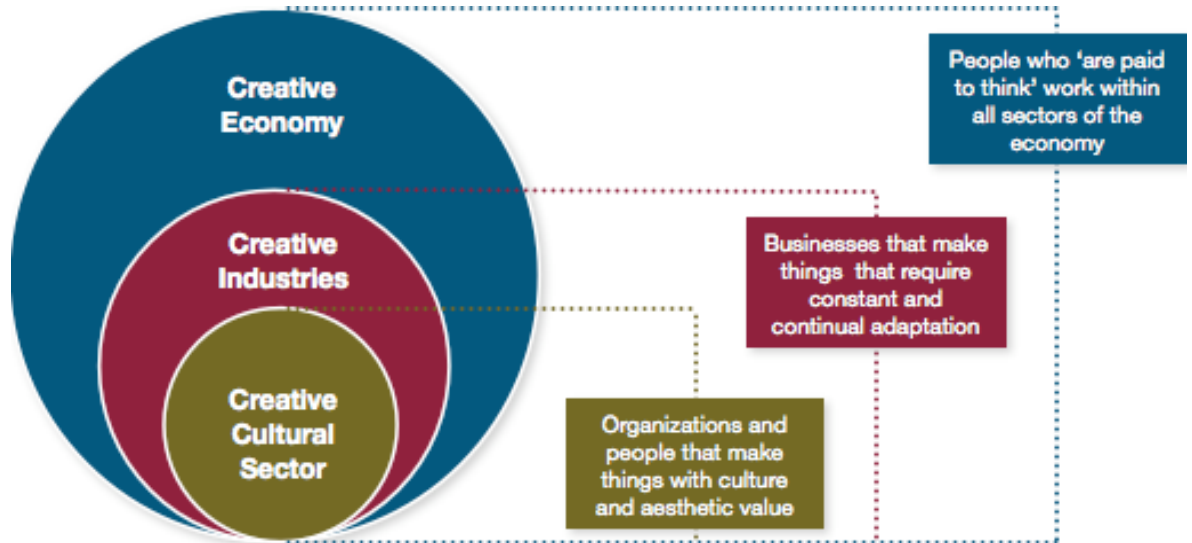 Creative
Economy
People who ‘are paid
to think’ work within
all sectors of the
economy
Creative
Industries
Businesses that make
things that require
constant and
continual adaptation
Creative
Cultural
Sector
Organizations and
people that make
things with culture
and aesthetic value